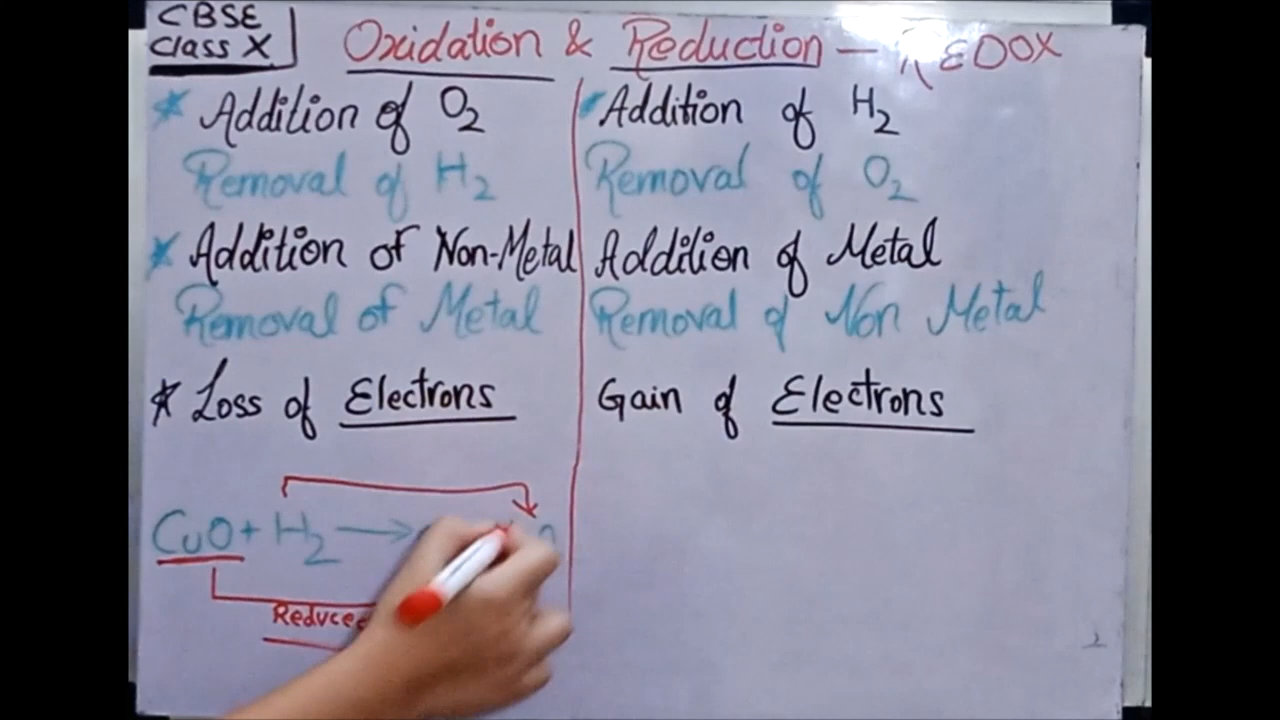 CBSE
Class X
Oxidation & Reduction – REDOX
Addition of O2
Removal of H2
Addition of Non-Metal
Removal of Metal
Loss of Electrons
Addition of H2
Removal of O2
Addition of Metal
Removal of Non Metal
Gain of Electrons
CuO + H2 →
Reduced